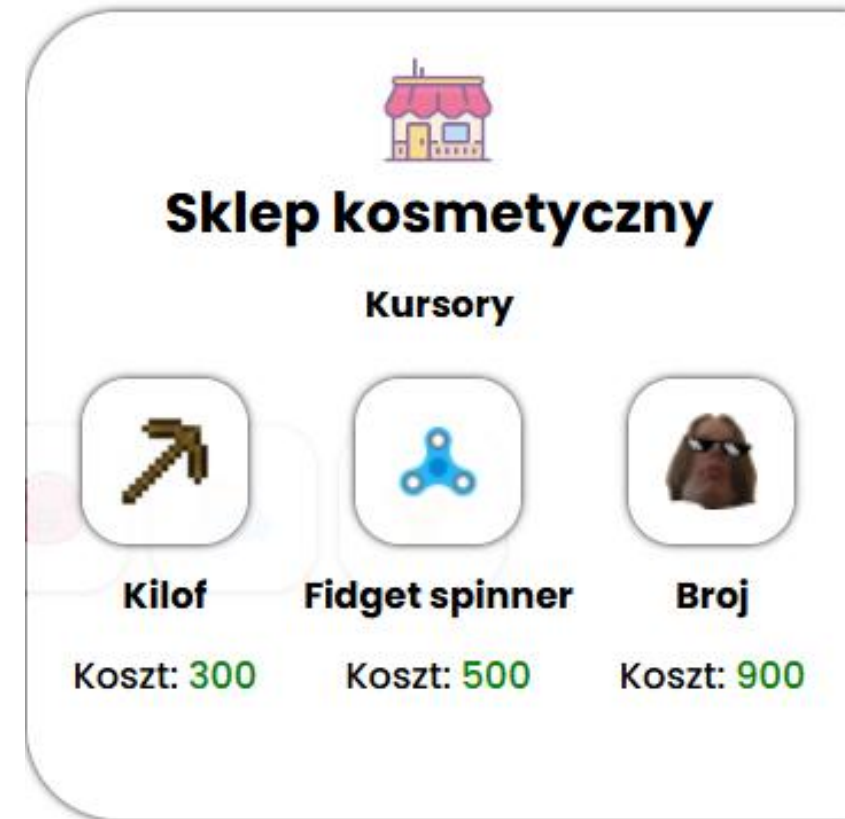 Sklep kosmetyczny
Kursory
Kilof Fidget spinner Broj
Koszt: 300 Koszt: 500 Koszt: 900